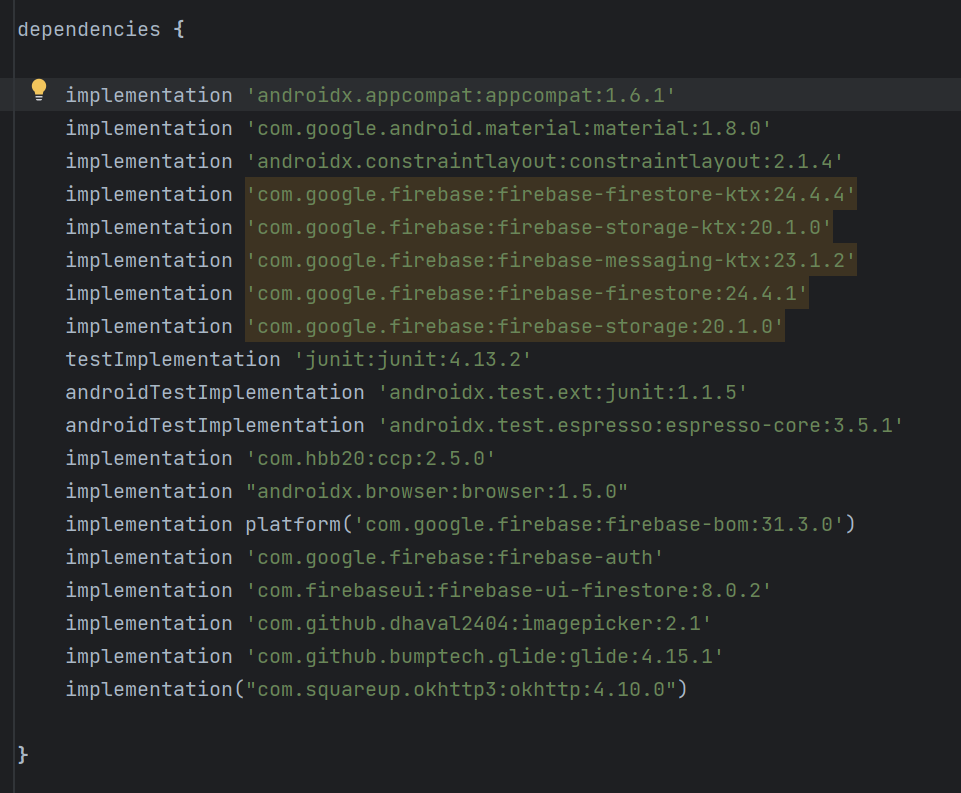 dependencies {
implementation 'androidx.appcompat:appcompat:1.6.1'
implementation 'com.google.android.material:material:1.8.0'
implementation 'androidx.constraintlayout:constraintlayout:2.1.4'
implementation 'com.google.firebase:firebase-firestore-ktx:24.4.4'
implementation 'com.google.firebase:firebase-storage-ktx:20.1.0'
implementation 'com.google.firebase:firebase-messaging-ktx:23.1.2'
implementation 'com.google.firebase:firebase-firestore:24.4.1'
implementation 'com.google.firebase:firebase-storage:20.1.0'
testImplementation 'junit:junit:4.13.2'
androidTestImplementation 'androidx.test.ext:junit:1.1.5'
androidTestImplementation 'androidx.test.espresso:espresso-core:3.5.1'
implementation 'com.hbb20:ccp:2.5.0'
implementation "androidx.browser:browser:1.5.0"
implementation platform('com.google.firebase:firebase-bom:31.3.0')
implementation 'com.google.firebase:firebase-auth'
implementation 'com.firebaseui:firebase-ui-firestore:8.0.2'
implementation 'com.github.dhaval2404:imagepicker:2.1'
implementation 'com.github.bumptech.glide:glide:4.15.1'
implementation("com.squareup.okhttp3:okhttp:4.10.0")
}